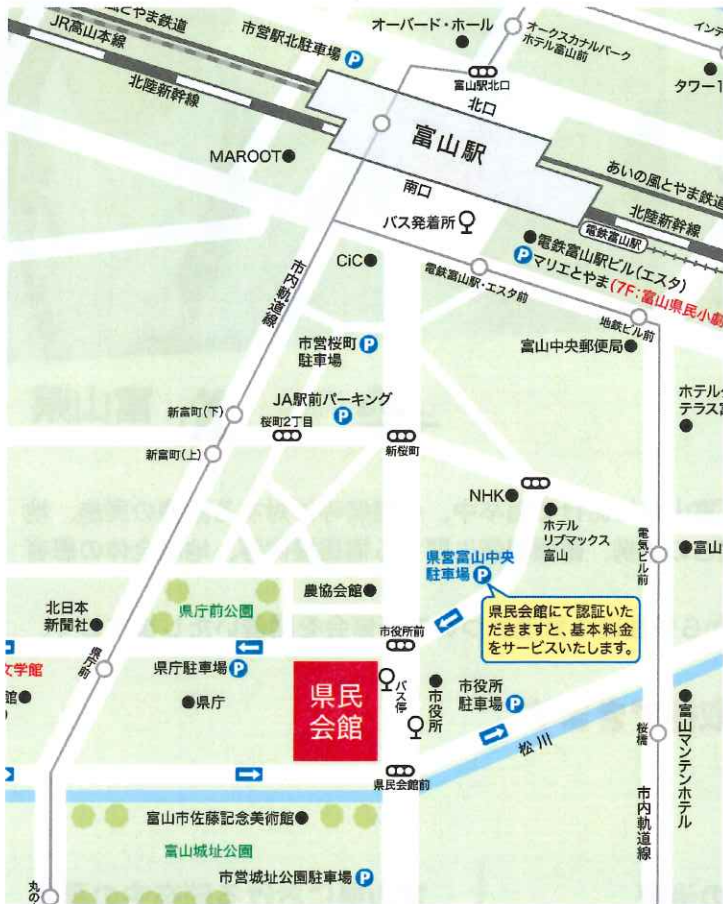 の風とやま鉄道
JR高山本線
北陸新幹線
市営駅北駐車場 P
オーバード・ホール
オークスカナルパーク
ホテル富山前
インテ
タワー1
富山駅北口
北口
富山駅
南口
MAROOT
あいの風とやま鉄道
北陸新幹線
電鉄富山駅
バス発着所
電鉄富山駅ビル(エスタ)
P マリエとやま(7F:富山県民小劇
CiC
電鉄富山駅・エスタ前
地鉄ビル前
市内軌道線
市営桜町 P
駐車場
富山中央郵便局
JA駅前パーキング
P
新富町(下)
桜町2丁目
新桜町
新富町(上)
ホテル
テラス富
NHK
ホテル
リブマックス
富山
電気ビル前
富山
県営富山中央
駐車場 P
県民会館にて認証いた
だきますと、基本料金
をサービスいたします。
農協会館
県庁前公園
北日本
新聞社
市役所前
県庁前
文学館
館
県庁駐車場 P
県庁
県民
会館
バス停
市役所
市役所
駐車場 P
松川
桜橋
富山マンテンホテル
県民会館前
市内軌道線
富山市佐藤記念美術館
富山城址公園
市営城址公園駐車場 P
丸の